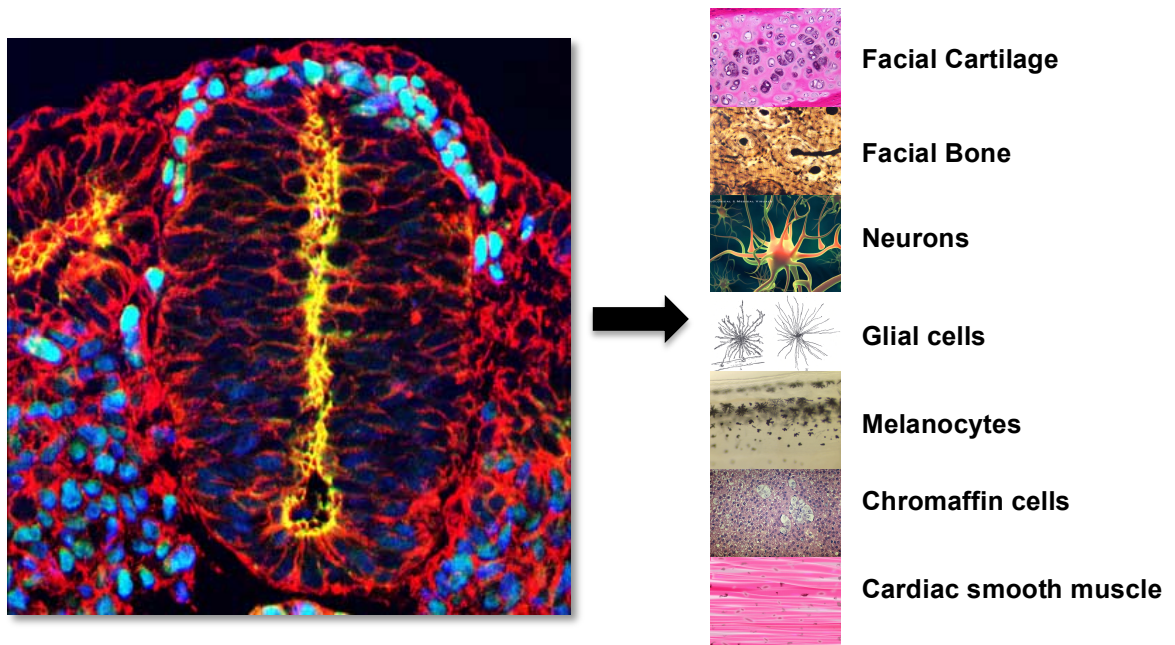 Facial Cartilage
Facial Bone
Neurons
Glial cells
Melanocytes
Chromaffin cells
Cardiac smooth muscle